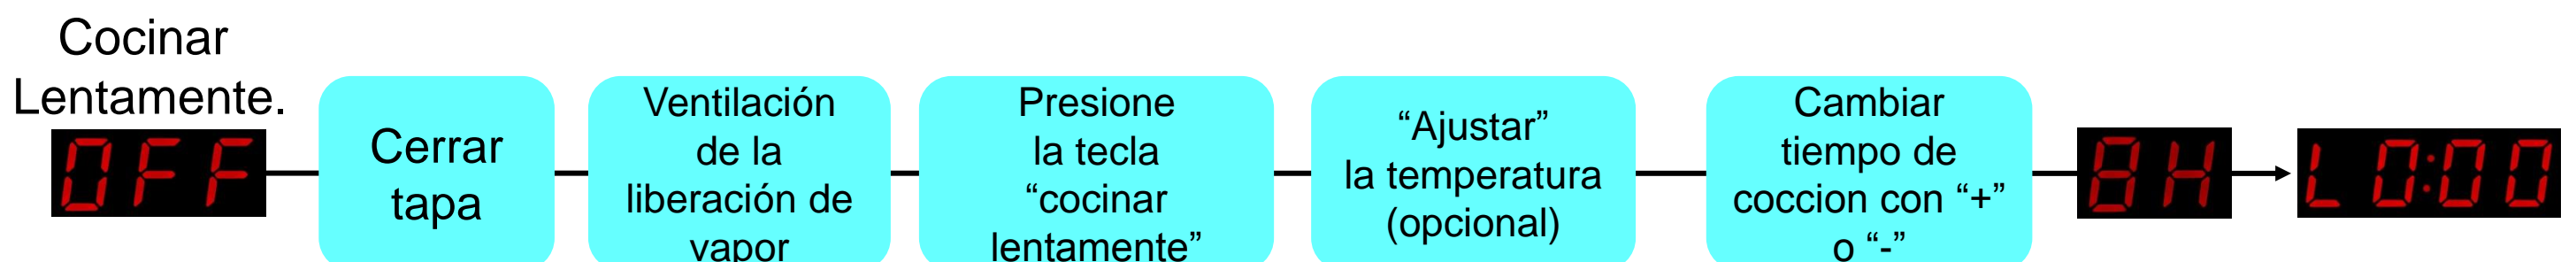 Cocinar
Lentamente.
OFF
Cerrar
tapa
Ventilación
de la
liberación de
vapor
Presione
la tecla
“cocinar
lentamente”
“Ajustar”
la temperatura
(opcional)
Cambiar
tiempo de
coccion con “+”
o “-”
8H
L 0:00